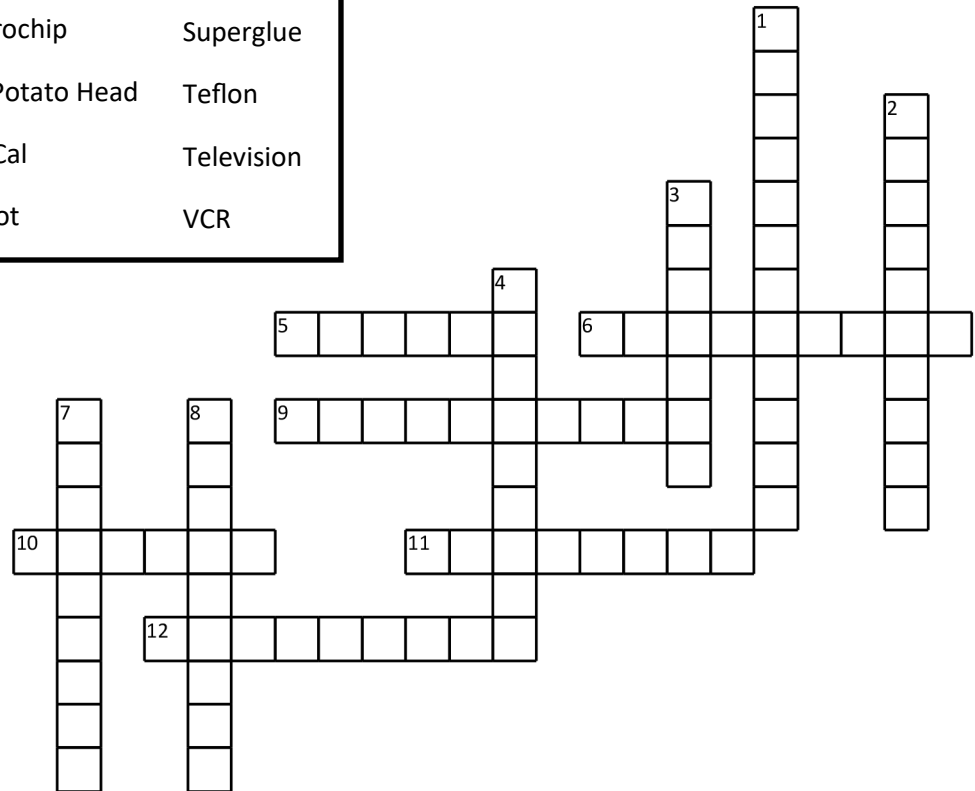 rochip Superglue
Potato Head Teflon
Cal Television
ot VCR
1
2
3
4
5 6
7 8 9
10 11
12